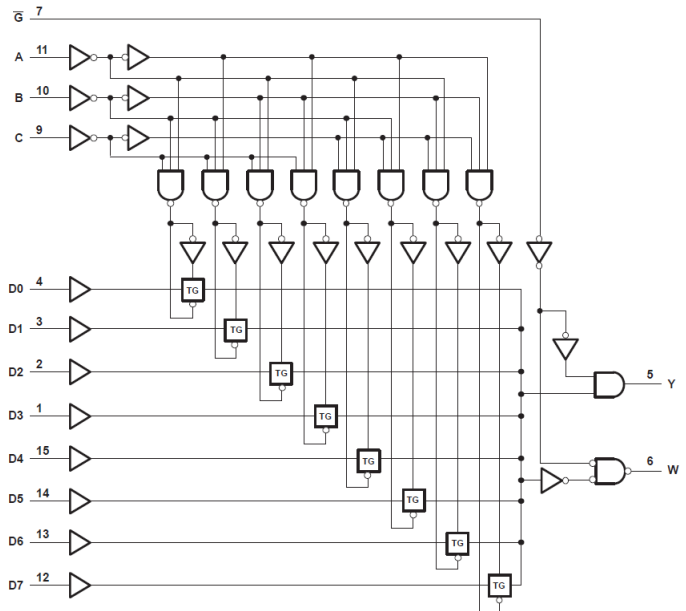 G̅ 7
A 11
B 10
C 9
D0 4
TG
D1 3
TG
D2 2
TG
5 Y
D3 1
TG
D4 15
TG
6 W
D5 14
TG
D6 13
TG
D7 12
TG